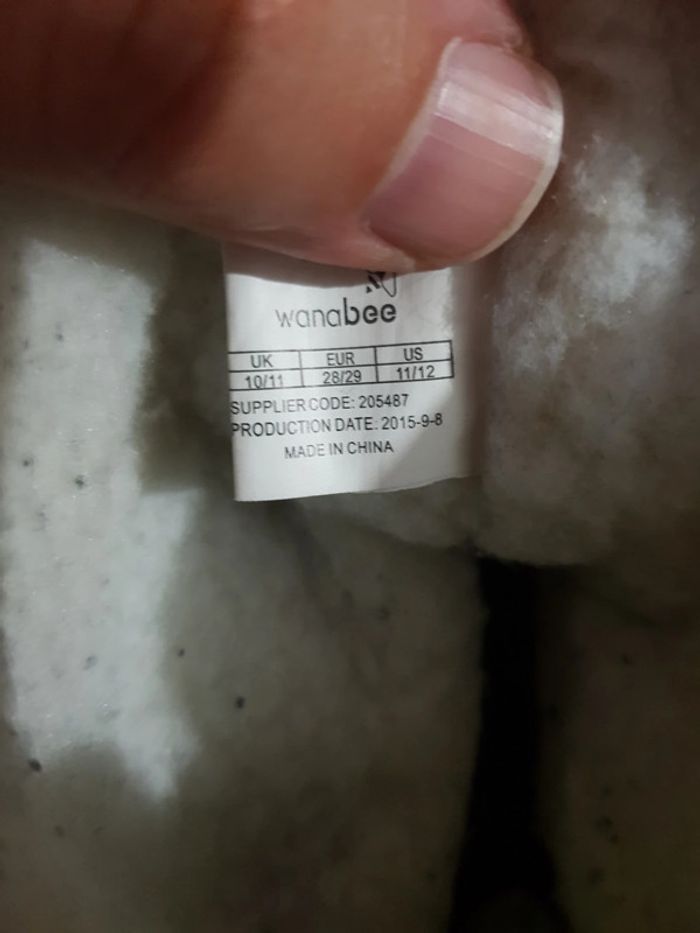 wanabee
UK EUR US
10/11 28/29 11/12
SUPPLIER CODE: 205487
PRODUCTION DATE: 2015-9-8
MADE IN CHINA